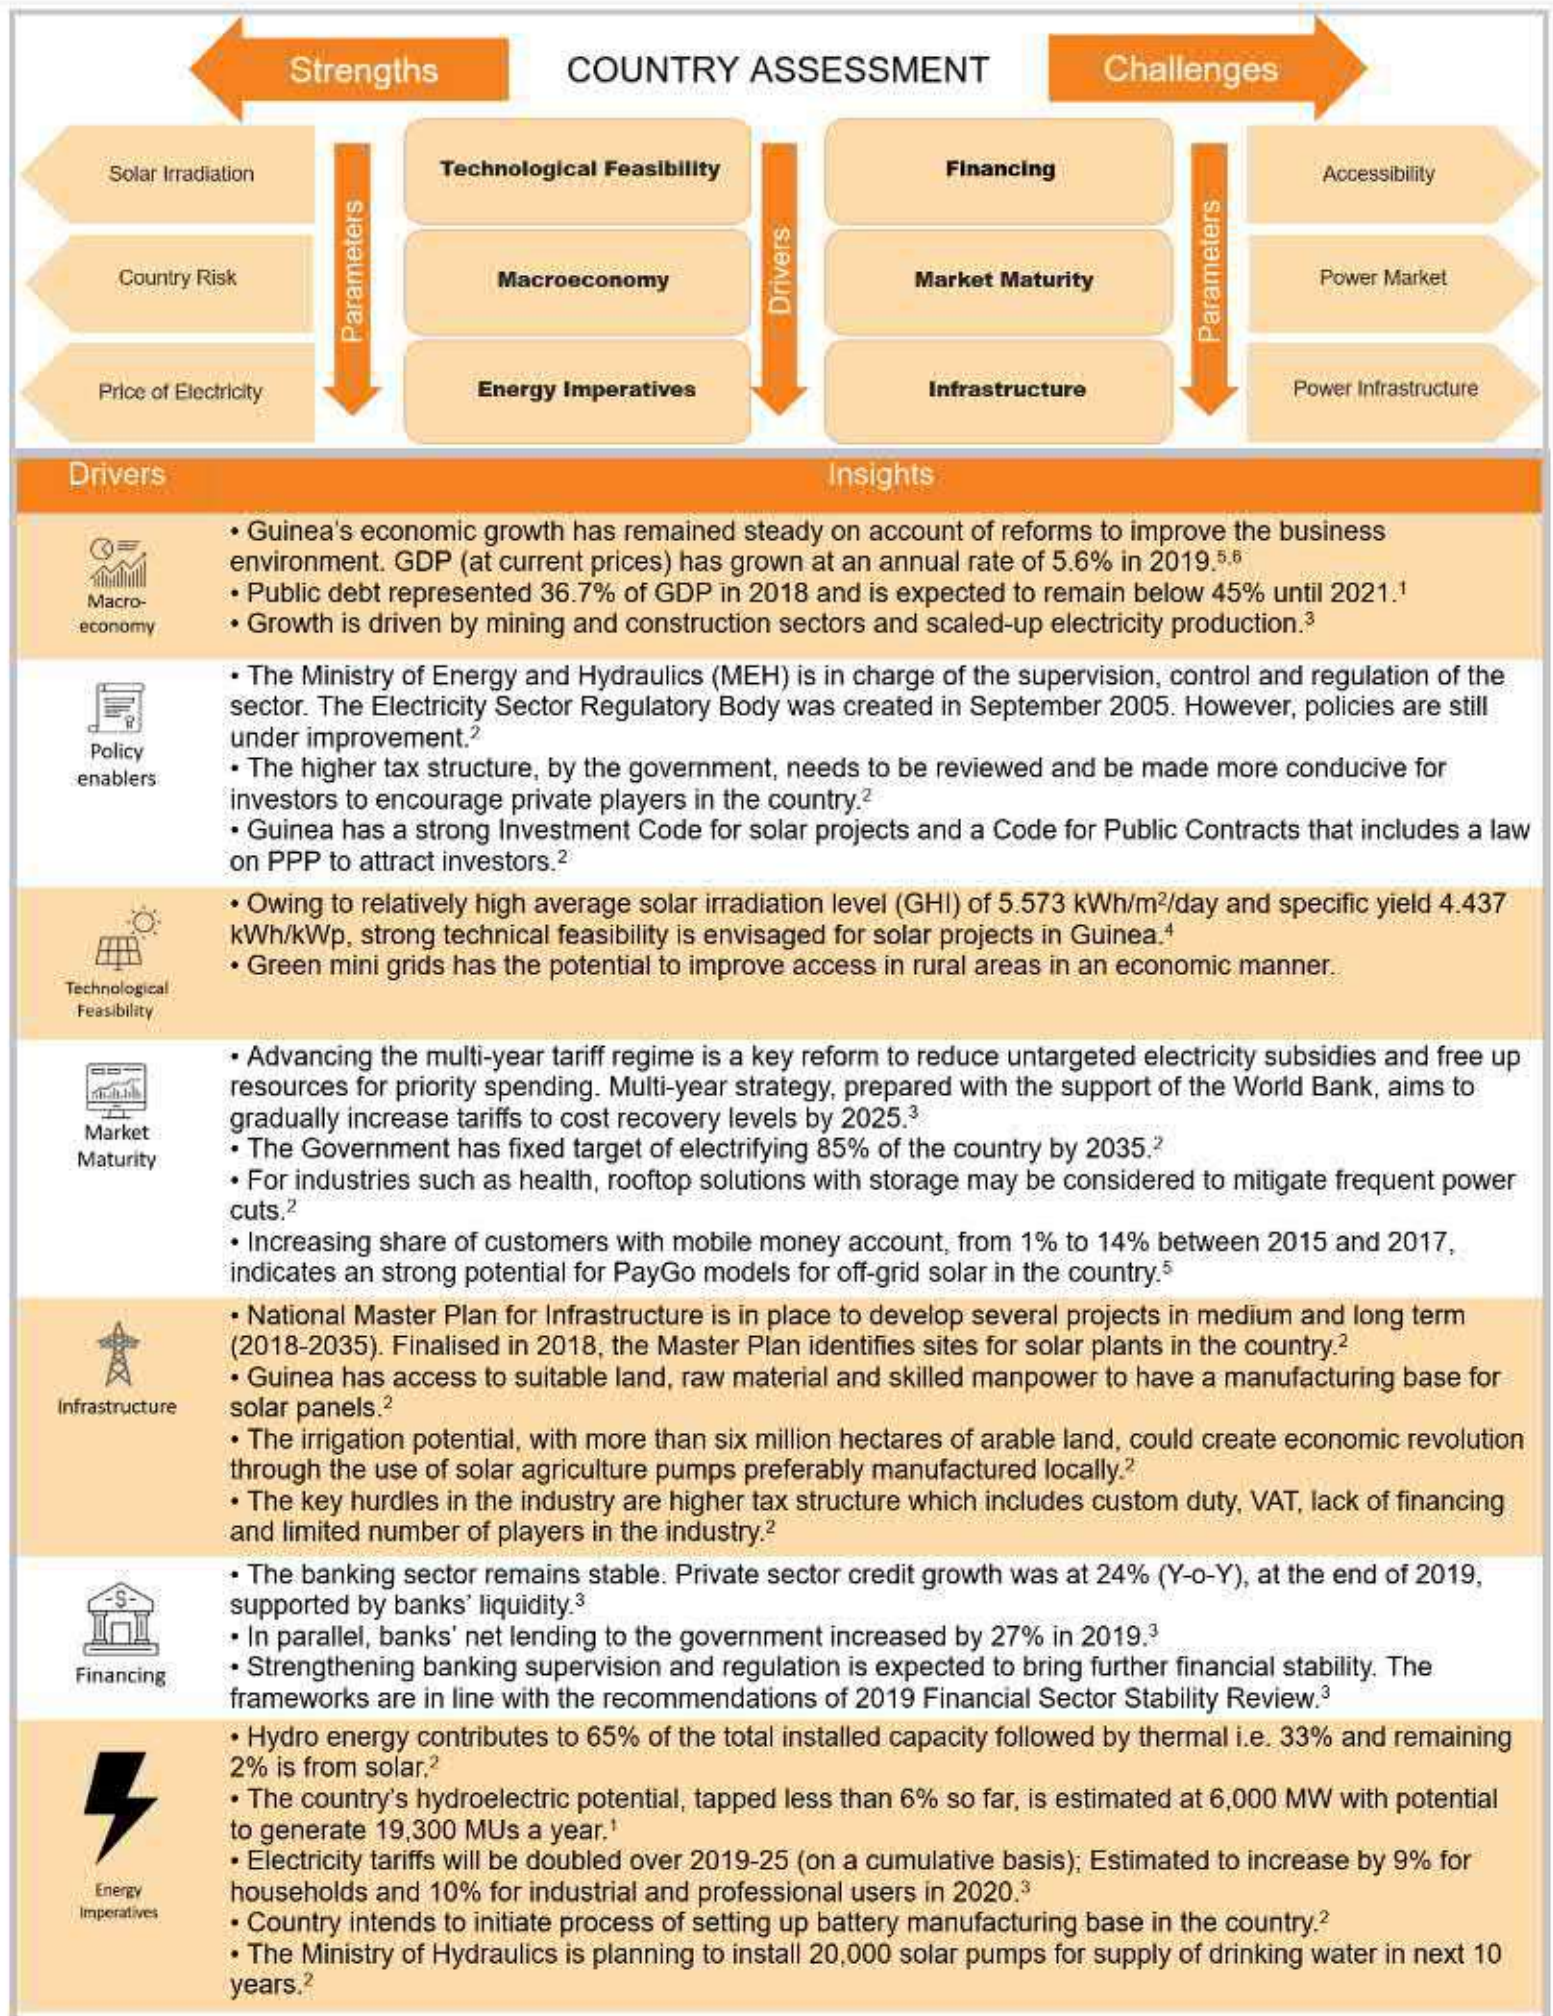 Strengths
COUNTRY ASSESSMENT
Challenges
Solar Irradiation
Country Risk
Price of Electricity
Parameters
Technological Feasibility
Macroeconomy
Energy Imperatives
Drivers
Financing
Market Maturity
Infrastructure
Parameters
Accessibility
Power Market
Power Infrastructure
Drivers
Insights
Macro-
economy
• Guinea's economic growth has remained steady on account of reforms to improve the business
environment. GDP (at current prices) has grown at an annual rate of 5.6% in 2019.⁵,⁶
• Public debt represented 36.7% of GDP in 2018 and is expected to remain below 45% until 2021.¹
• Growth is driven by mining and construction sectors and scaled-up electricity production.³
Policy
enablers
• The Ministry of Energy and Hydraulics (MEH) is in charge of the supervision, control and regulation of the
sector. The Electricity Sector Regulatory Body was created in September 2005. However, policies are still
under improvement.²
• The higher tax structure, by the government, needs to be reviewed and be made more conducive for
investors to encourage private players in the country.²
• Guinea has a strong Investment Code for solar projects and a Code for Public Contracts that includes a law
on PPP to attract investors.²
Technological
Feasibility
• Owing to relatively high average solar irradiation level (GHI) of 5.573 kWh/m²/day and specific yield 4.437
kWh/kWp, strong technical feasibility is envisaged for solar projects in Guinea.⁴
• Green mini grids has the potential to improve access in rural areas in an economic manner.
Market
Maturity
• Advancing the multi-year tariff regime is a key reform to reduce untargeted electricity subsidies and free up
resources for priority spending. Multi-year strategy, prepared with the support of the World Bank, aims to
gradually increase tariffs to cost recovery levels by 2025.³
• The Government has fixed target of electrifying 85% of the country by 2035.²
• For industries such as health, rooftop solutions with storage may be considered to mitigate frequent power
cuts.²
• Increasing share of customers with mobile money account, from 1% to 14% between 2015 and 2017,
indicates an strong potential for PayGo models for off-grid solar in the country.⁵
Infrastructure
• National Master Plan for Infrastructure is in place to develop several projects in medium and long term
(2018-2035). Finalised in 2018, the Master Plan identifies sites for solar plants in the country.²
• Guinea has access to suitable land, raw material and skilled manpower to have a manufacturing base for
solar panels.²
• The irrigation potential, with more than six million hectares of arable land, could create economic revolution
through the use of solar agriculture pumps preferably manufactured locally.²
• The key hurdles in the industry are higher tax structure which includes custom duty, VAT, lack of financing
and limited number of players in the industry.²
-$-
Financing
• The banking sector remains stable. Private sector credit growth was at 24% (Y-o-Y), at the end of 2019,
supported by banks' liquidity.³
• In parallel, banks' net lending to the government increased by 27% in 2019.³
• Strengthening banking supervision and regulation is expected to bring further financial stability. The
frameworks are in line with the recommendations of 2019 Financial Sector Stability Review.³
Energy
Imperatives
• Hydro energy contributes to 65% of the total installed capacity followed by thermal i.e. 33% and remaining
2% is from solar.²
• The country's hydroelectric potential, tapped less than 6% so far, is estimated at 6,000 MW with potential
to generate 19,300 MUs a year.¹
• Electricity tariffs will be doubled over 2019-25 (on a cumulative basis); Estimated to increase by 9% for
households and 10% for industrial and professional users in 2020.³
• Country intends to initiate process of setting up battery manufacturing base in the country.²
• The Ministry of Hydraulics is planning to install 20,000 solar pumps for supply of drinking water in next 10
years.²